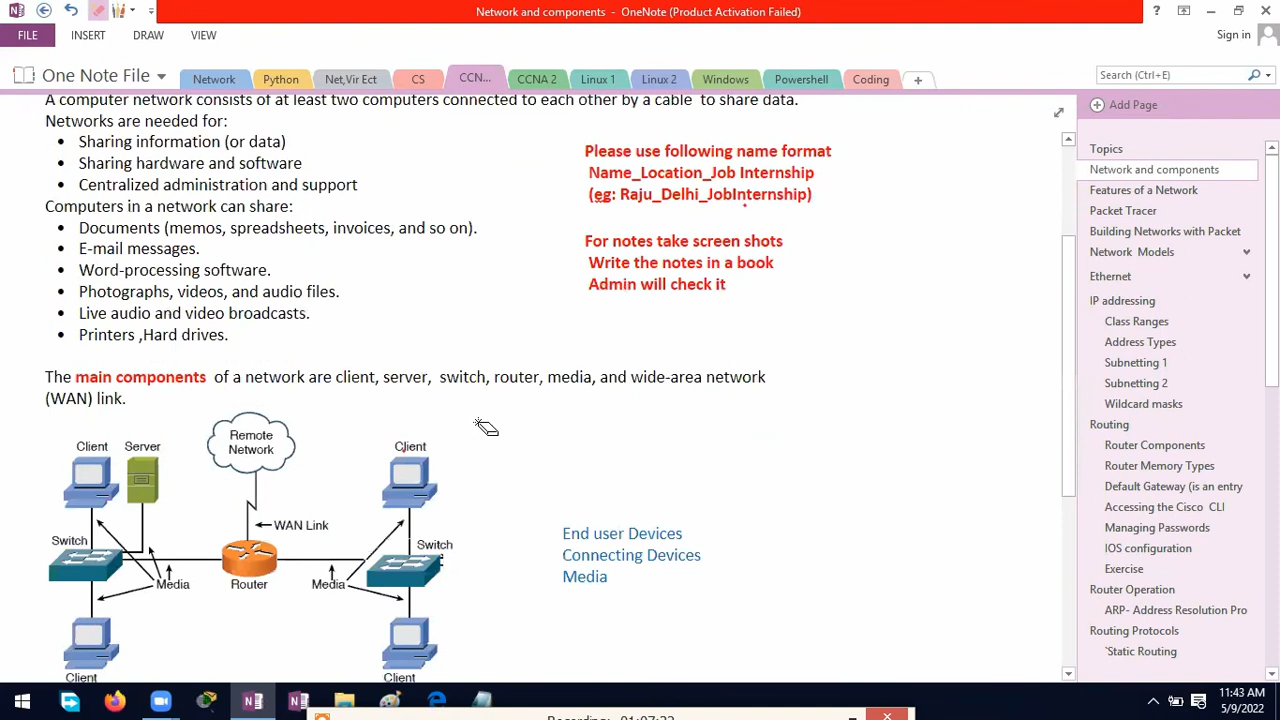 Network and components - OneNote (Product Activation Failed)
?
FILE
INSERT
DRAW
VIEW
Sign in
One Note File
Network
Python
Net,Vir Ect
CS
CCN...
CCNA 2
Linux 1
Linux 2
Windows
Powershell
Coding
Search (Ctrl+E)
A computer network consists of at least two computers connected to each other by a cable to share data.
Networks are needed for:
• Sharing information (or data)
• Sharing hardware and software
• Centralized administration and support
Computers in a network can share:
• Documents (memos, spreadsheets, invoices, and so on).
• E-mail messages.
• Word-processing software.
• Photographs, videos, and audio files.
• Live audio and video broadcasts.
• Printers ,Hard drives.
Please use following name format
Name_Location_Job Internship
(eg: Raju_Delhi_JobInternship)
For notes take screen shots
Write the notes in a book
Admin will check it
The main components of a network are client, server, switch, router, media, and wide-area network
(WAN) link.
Client
Server
Remote
Network
Client
WAN Link
Switch
Switch
Media
Router
Media
Client
Client
End user Devices
Connecting Devices
Media
Add Page
Topics
Network and components
Features of a Network
Packet Tracer
Building Networks with Packet
Network Models
Ethernet
IP addressing
Class Ranges
Address Types
Subnetting 1
Subnetting 2
Wildcard masks
Routing
Router Components
Router Memory Types
Default Gateway (is an entry
Accessing the Cisco CLI
Managing Passwords
IOS configuration
Exercise
Router Operation
ARP- Address Resolution Pro
Routing Protocols
`Static Routing
11:43 AM
5/9/2022
Recording: 01:07:22